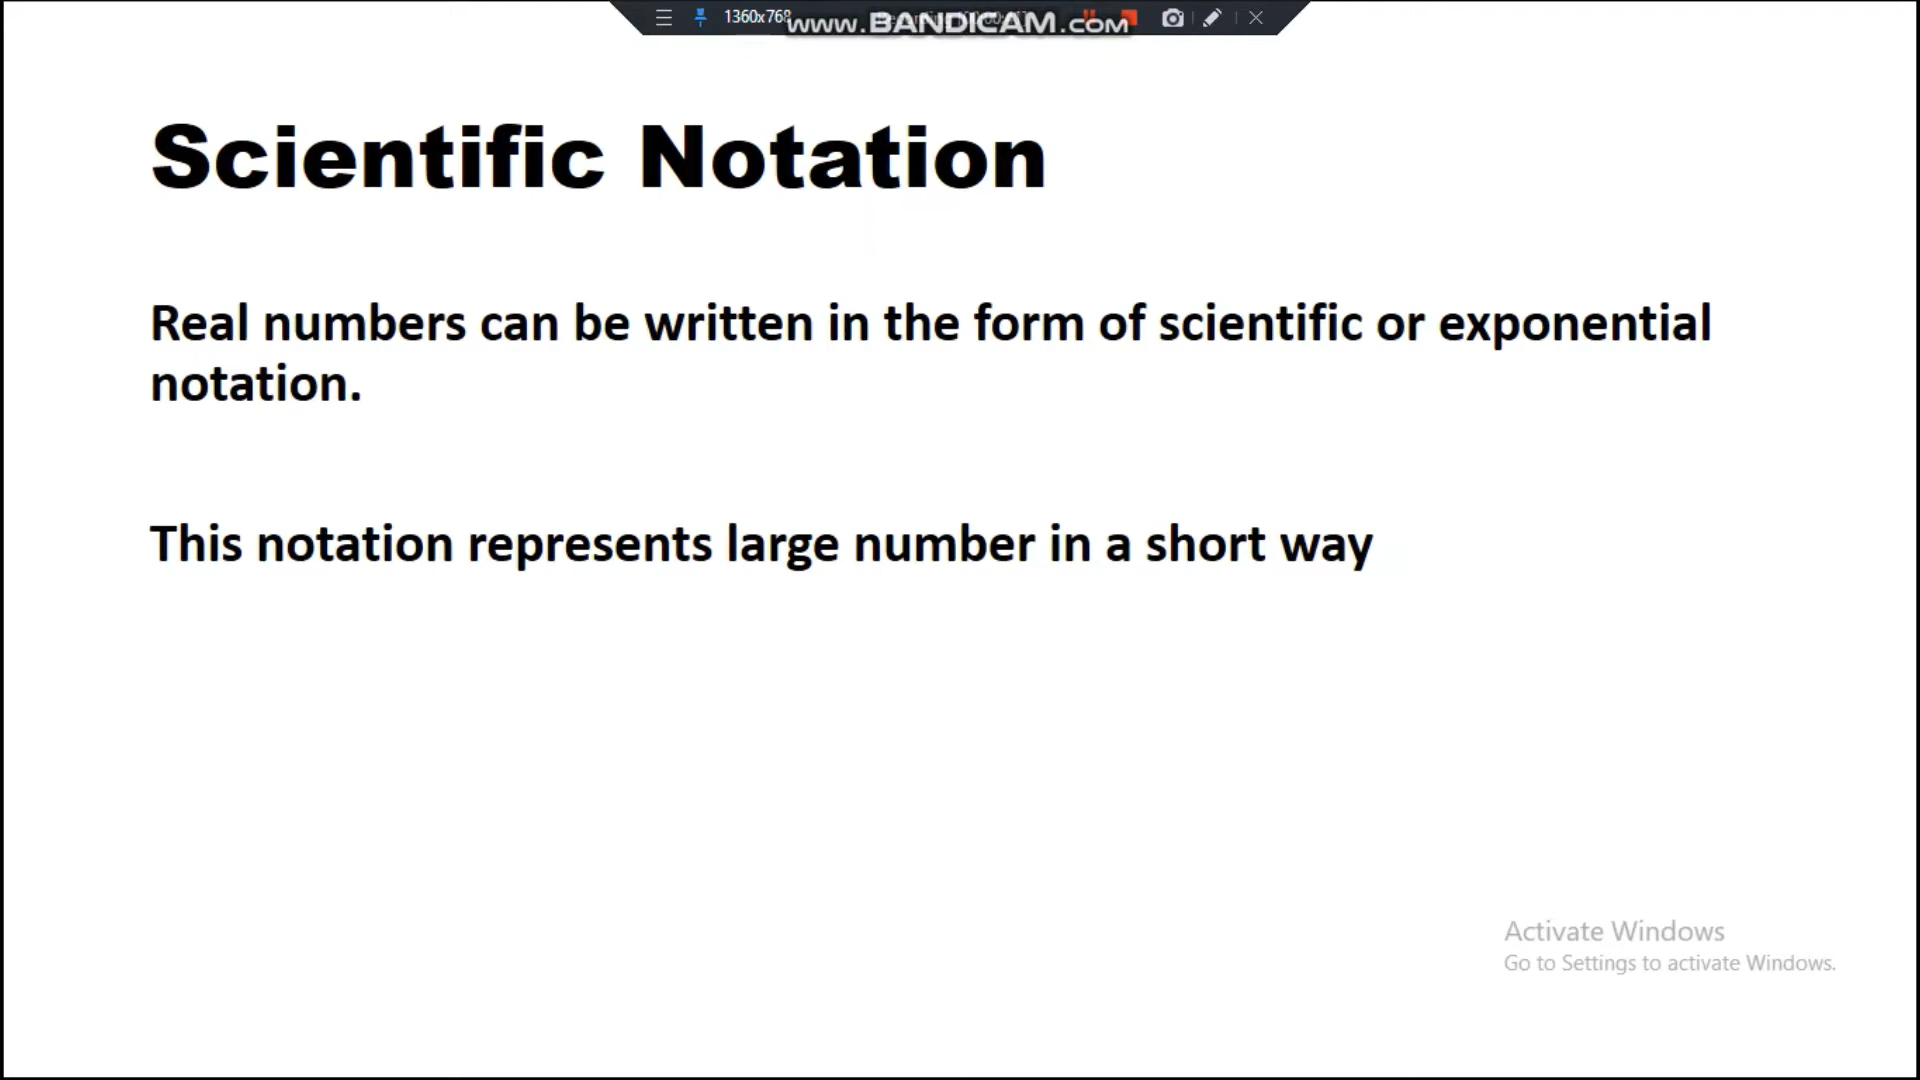 1360x768
www.BANDICAM.com
Scientific Notation
Real numbers can be written in the form of scientific or exponential
notation.
This notation represents large number in a short way
Activate Windows
Go to Settings to activate Windows.